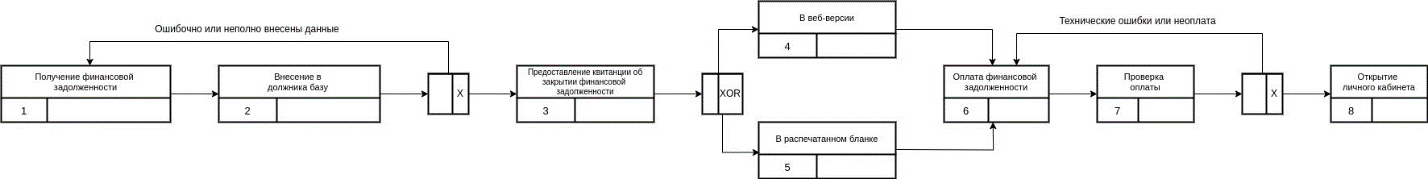 Ошибочно или неполно внесены данные
Получение финансовой
задолженности
1
Внесение в
должника базу
2
X
Предоставление квитанции об
закрытии финансовой
задолженности
3
XOR
В веб-версии
4
В распечатанном бланке
5
Технические ошибки или неоплата
Оплата финансовой
задолженности
6
Проверка
оплаты
7
X
Открытие
личного кабинета
8